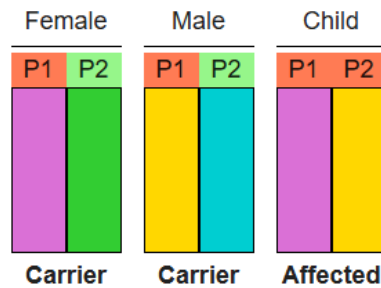 Female Male Child
P1 P2 P1 P2 P1 P2
Carrier Carrier Affected